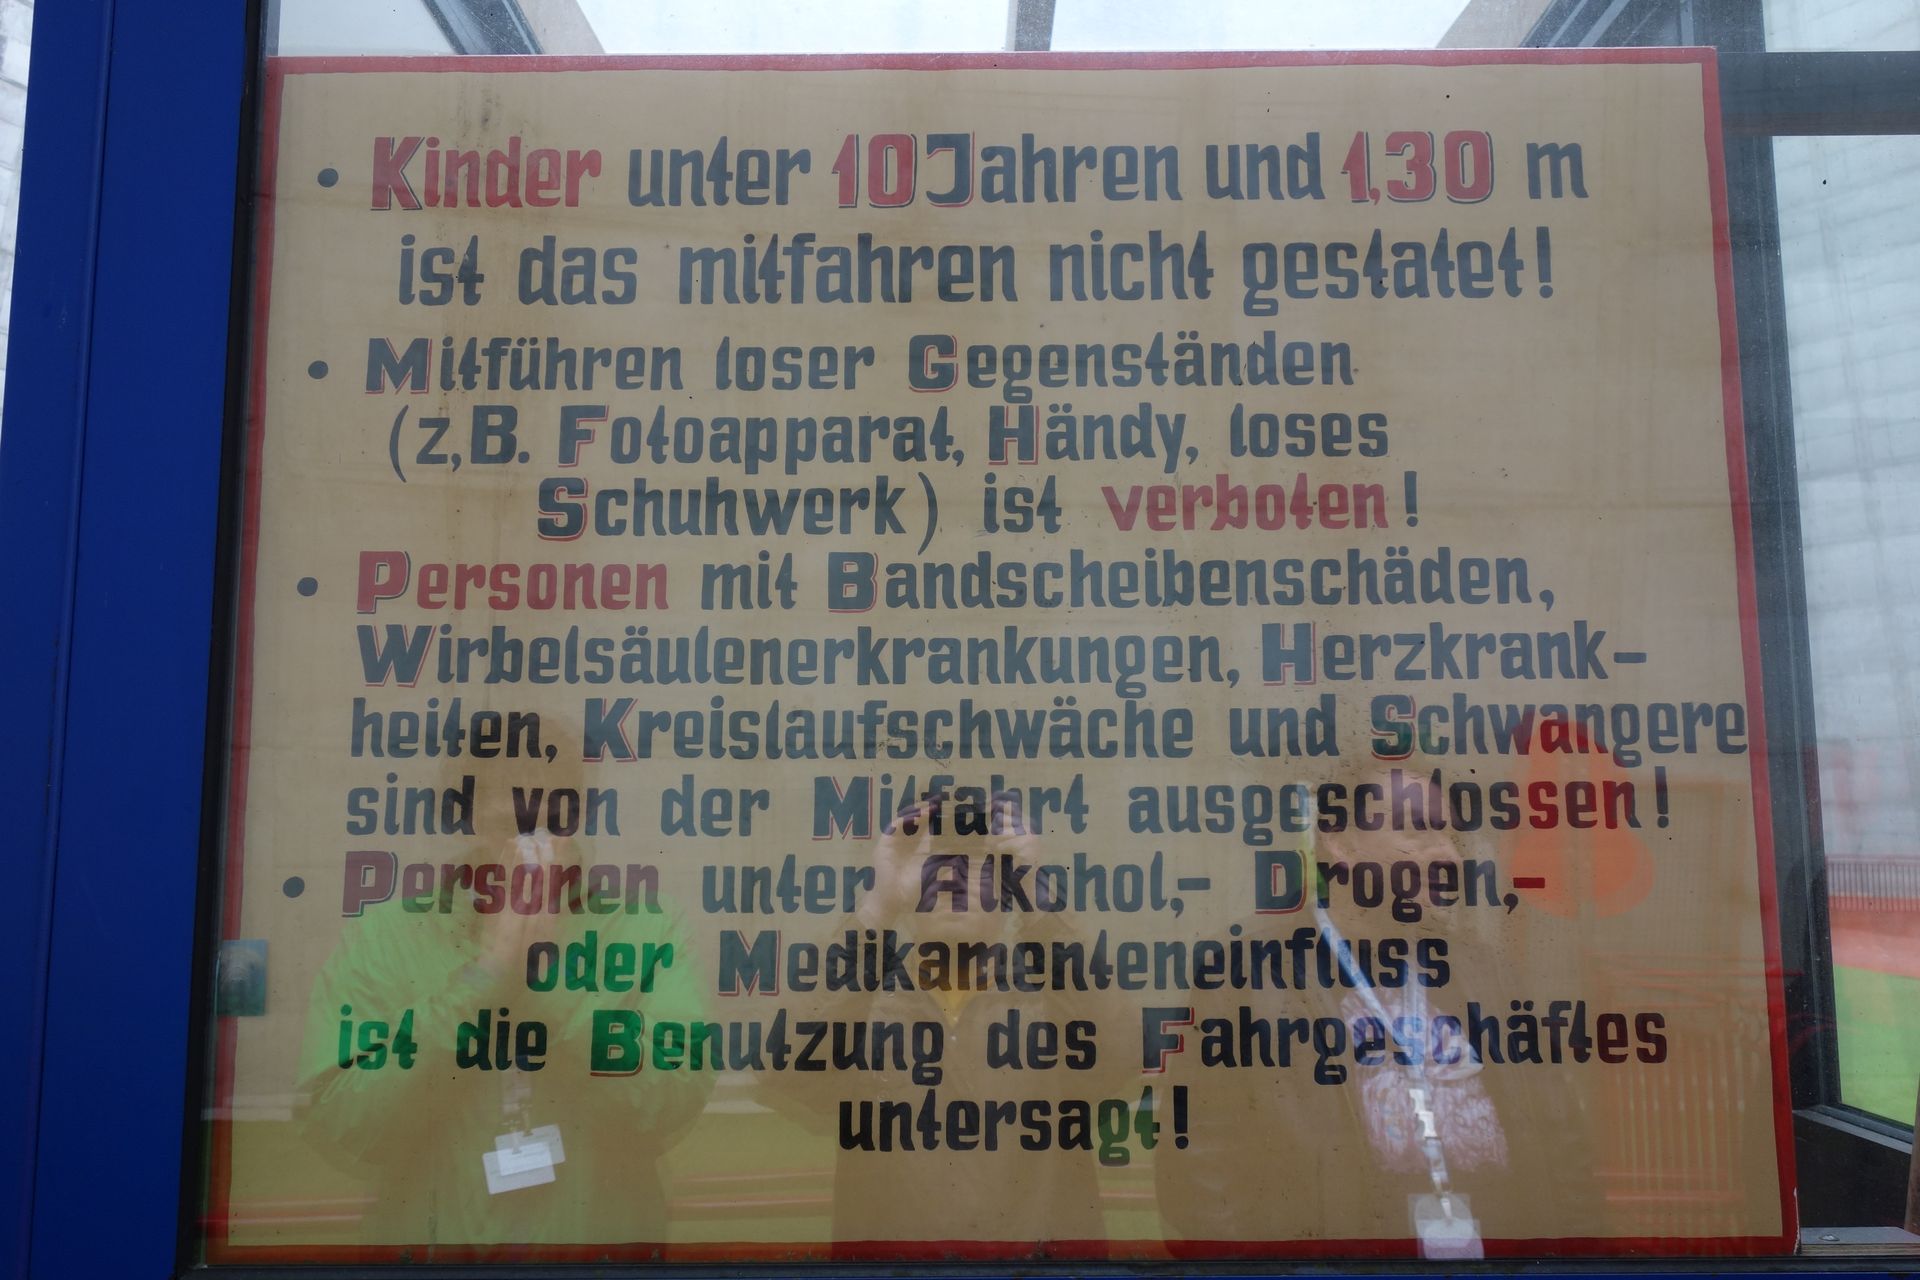 • Kinder unter 10 Jahren und 1,30 m
ist das mitfahren nicht gestatet!
• Mitführen loser Gegenständen
(z,B. Fotoapparat, Händy, loses
Schuhwerk) ist verboten!
• Personen mit Bandscheibenschäden,
Wirbelsäulenerkrankungen, Herzkrank-
heiten, Kreislaufschwäche und Schwangere
sind von der Mitfahrt ausgeschlossen!
• Personen unter Alkohol,- Drogen,-
oder Medikamenteneinfluss
ist die Benutzung des Fahrgeschäftes
untersagt!